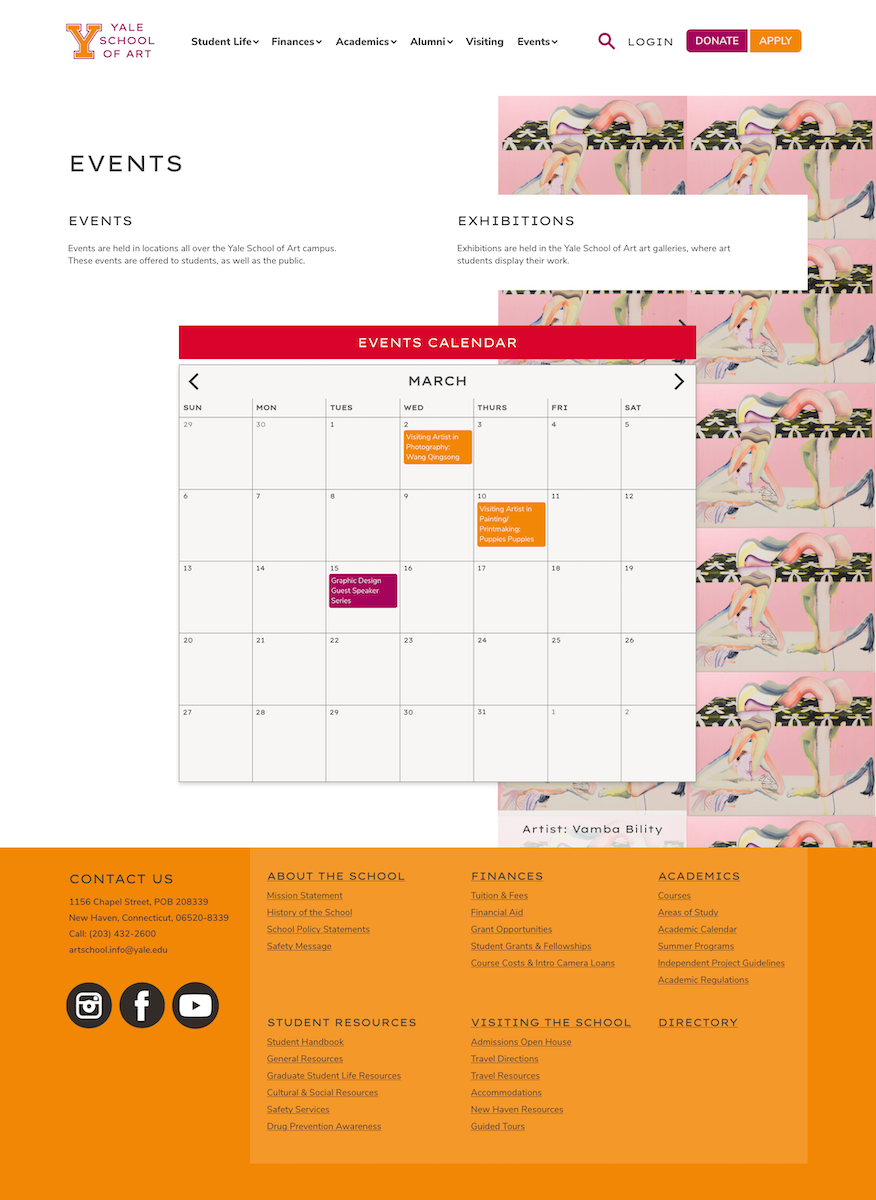 YALE
SCHOOL
OF ART
Student Life Finances Academics Alumni Visiting Events LOGIN DONATE APPLY
EVENTS
EVENTS
Events are held in locations all over the Yale School of Art campus.
These events are offered to students, as well as the public.
EXHIBITIONS
Exhibitions are held in the Yale School of Art art galleries, where art
students display their work.
EVENTS CALENDAR
MARCH
SUN MON TUES WED THURS FRI SAT
29 30 1 2 3 4 5
Visiting Artist in
Photography:
Wang Qingsong
6 7 8 9 10 11 12
Visiting Artist in
Painting/
Printmaking:
Puppies Puppies
13 14 15 16 17 18 19
Graphic Design
Guest Speaker
Series
20 21 22 23 24 25 26
27 28 29 30 31 1 2
Artist: Vamba Bility
CONTACT US
1156 Chapel Street, POB 208339
New Haven, Connecticut, 06520-8339
Call: (203) 432-2600
artschool.info@yale.edu
ABOUT THE SCHOOL
Mission Statement
History of the School
School Policy Statements
Safety Message
FINANCES
Tuition & Fees
Financial Aid
Grant Opportunities
Student Grants & Fellowships
Course Costs & Intro Camera Loans
ACADEMICS
Courses
Areas of Study
Academic Calendar
Summer Programs
Independent Project Guidelines
Academic Regulations
STUDENT RESOURCES
Student Handbook
General Resources
Graduate Student Life Resources
Cultural & Social Resources
Safety Services
Drug Prevention Awareness
VISITING THE SCHOOL
Admissions Open House
Travel Directions
Travel Resources
Accommodations
New Haven Resources
Guided Tours
DIRECTORY